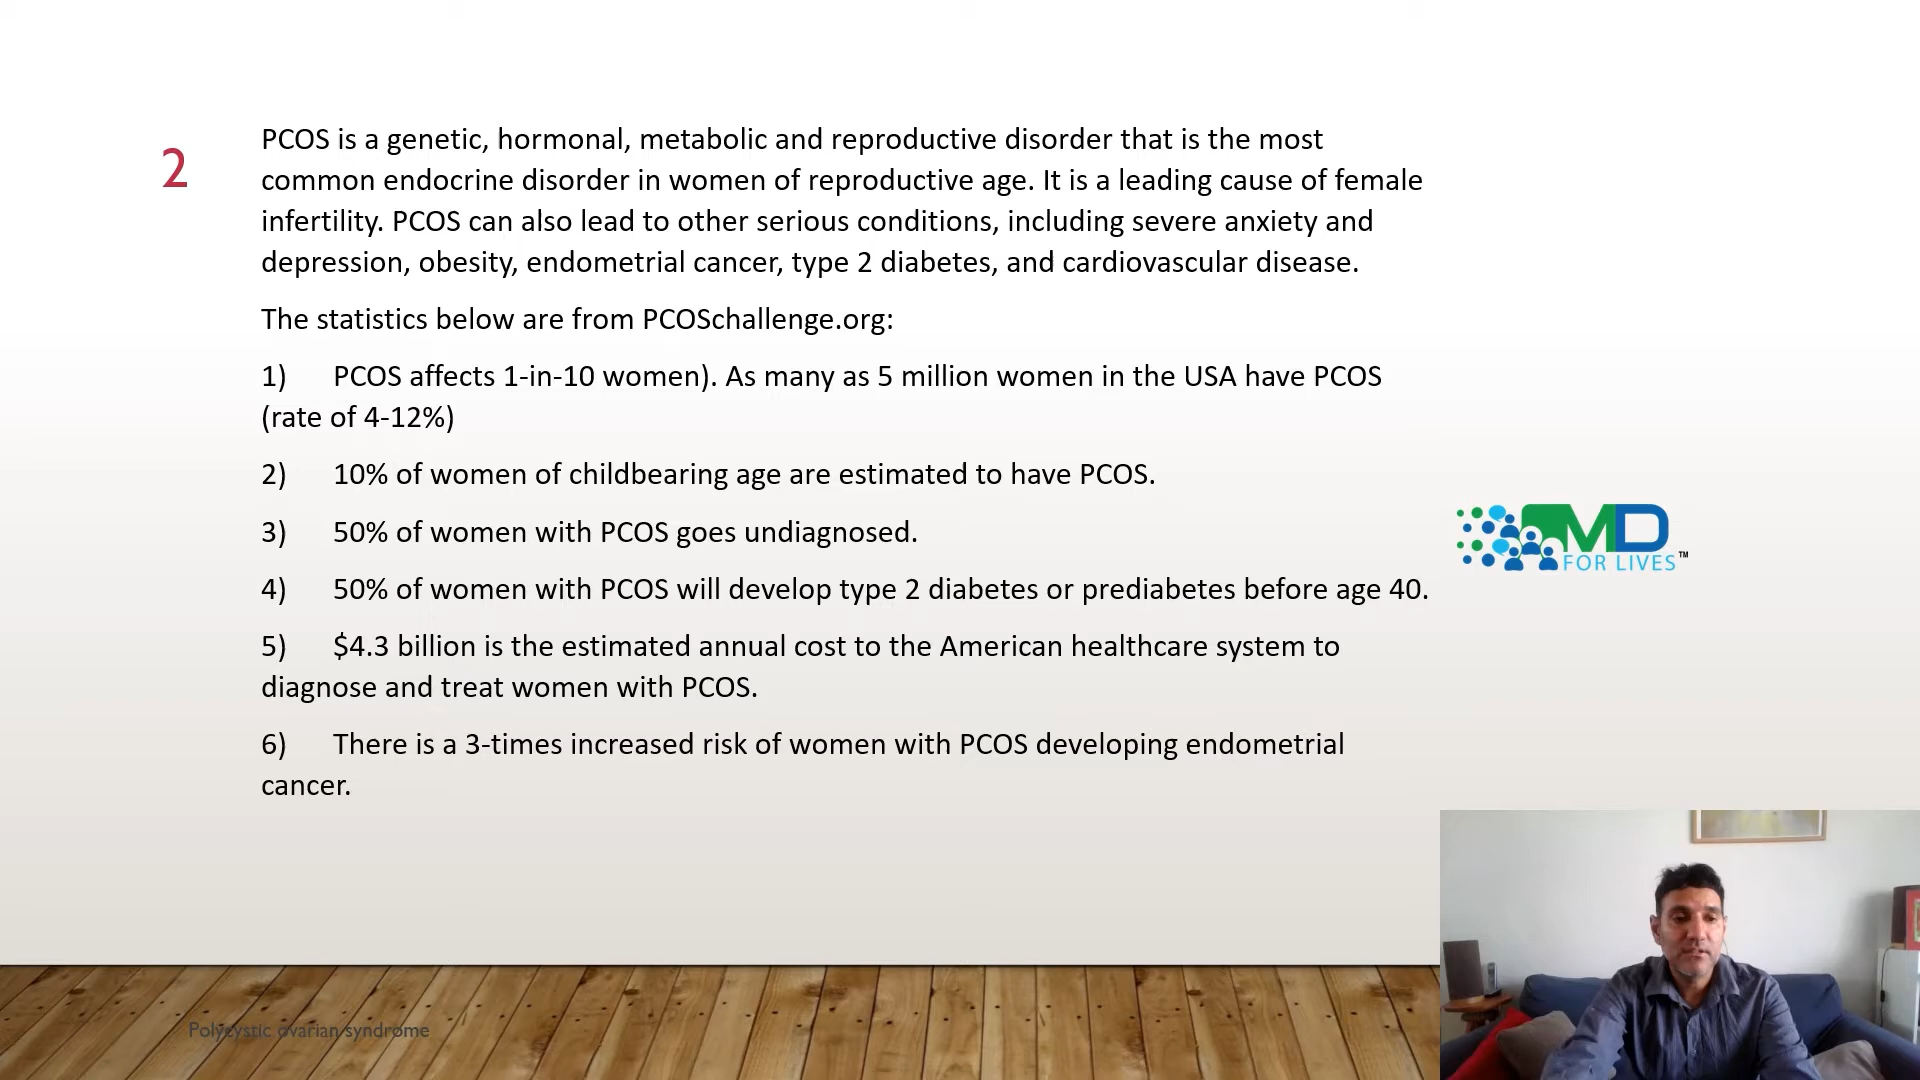 2
PCOS is a genetic, hormonal, metabolic and reproductive disorder that is the most
common endocrine disorder in women of reproductive age. It is a leading cause of female
infertility. PCOS can also lead to other serious conditions, including severe anxiety and
depression, obesity, endometrial cancer, type 2 diabetes, and cardiovascular disease.
The statistics below are from PCOSchallenge.org:
1) PCOS affects 1-in-10 women). As many as 5 million women in the USA have PCOS
(rate of 4-12%)
2) 10% of women of childbearing age are estimated to have PCOS.
3) 50% of women with PCOS goes undiagnosed.
4) 50% of women with PCOS will develop type 2 diabetes or prediabetes before age 40.
5) $4.3 billion is the estimated annual cost to the American healthcare system to
diagnose and treat women with PCOS.
6) There is a 3-times increased risk of women with PCOS developing endometrial
cancer.
MD
FOR LIVES™
Polycystic ovarian syndrome